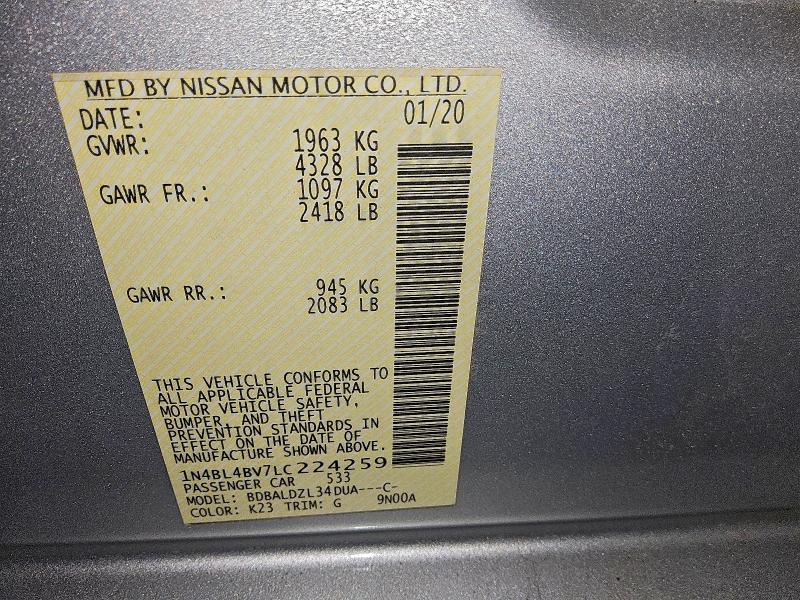 MFD BY NISSAN MOTOR CO., LTD.
DATE: 01/20
GVWR: 1963 KG
4328 LB
GAWR FR.: 1097 KG
2418 LB
GAWR RR.: 945 KG
2083 LB
THIS VEHICLE CONFORMS TO
ALL APPLICABLE FEDERAL
MOTOR VEHICLE SAFETY,
BUMPER, AND THEFT
PREVENTION STANDARDS IN
EFFECT ON THE DATE OF
MANUFACTURE SHOWN ABOVE.
1N4BL4BV7LC224259
PASSENGER CAR 533
MODEL: BDBALDZL34DUA---C-
COLOR: K23 TRIM: G 9N00A